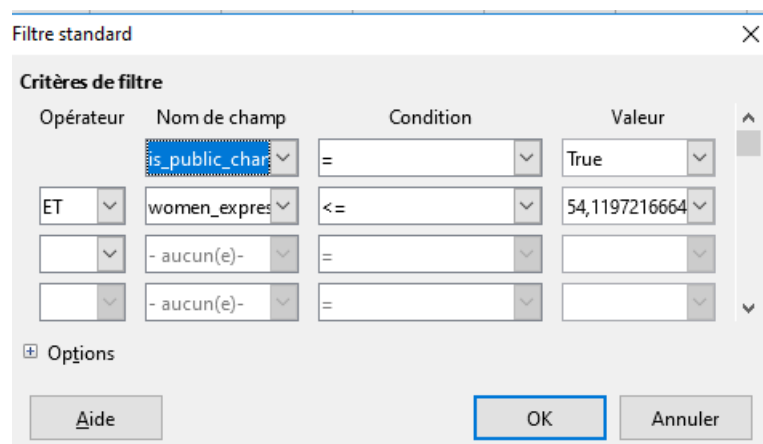 Filtre standard
Critères de filtre
Opérateur Nom de champ Condition Valeur
is_public_char = True
ET women_expres <= 54,1197216664
- aucun(e)- =
- aucun(e)- =
Options
Aide OK Annuler